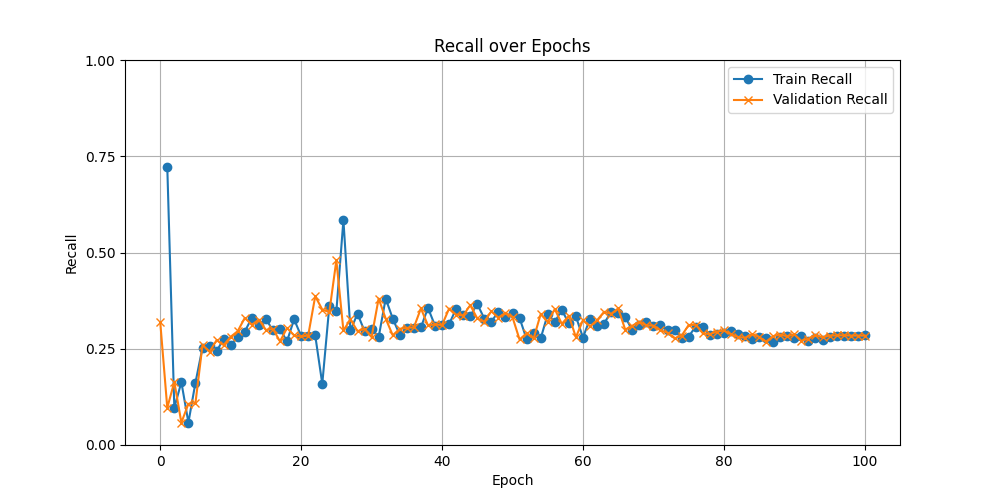 Recall over Epochs
Train Recall
Validation Recall
1.00
0.75
0.50
0.25
0.00
Recall
0 20 40 60 80 100
Epoch